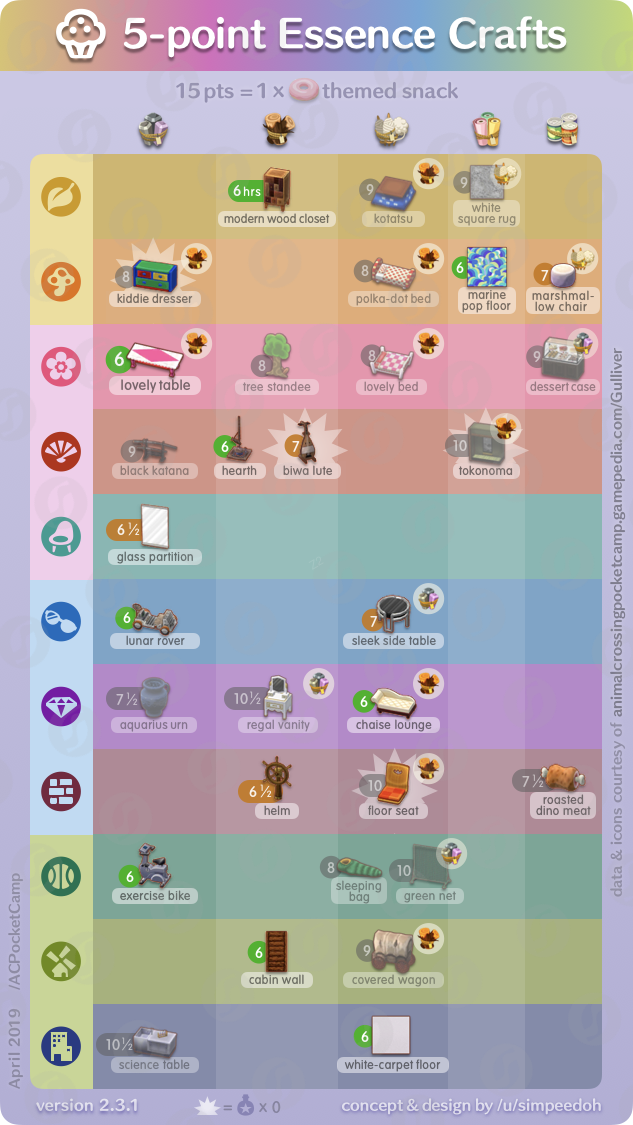 5-point Essence Crafts
15 pts = 1 × themed snack
6 hrs
modern wood closet
9
kotatsu
9
white
square rug
8
kiddie dresser
8
polka-dot bed
6
marine
pop floor
7
marshmal-
low chair
6
lovely table
8
tree standee
8
lovely bed
9
dessert case
9
black katana
6
hearth
7
biwa lute
10
tokonoma
6 ½
glass partition
6
lunar rover
7
sleek side table
7 ½
aquarius urn
10 ½
regal vanity
6
chaise lounge
6 ½
helm
10
floor seat
7 ½
roasted
dino meat
6
exercise bike
8
sleeping
bag
10
green net
6
cabin wall
9
covered wagon
10 ½
science table
6
white-carpet floor
April 2019 /ACPocketCamp
data & icons courtesy of animalcrossingpocketcamp.gamepedia.com/Gulliver
version 2.3.1
= x 0
concept & design by /u/simpeedoh